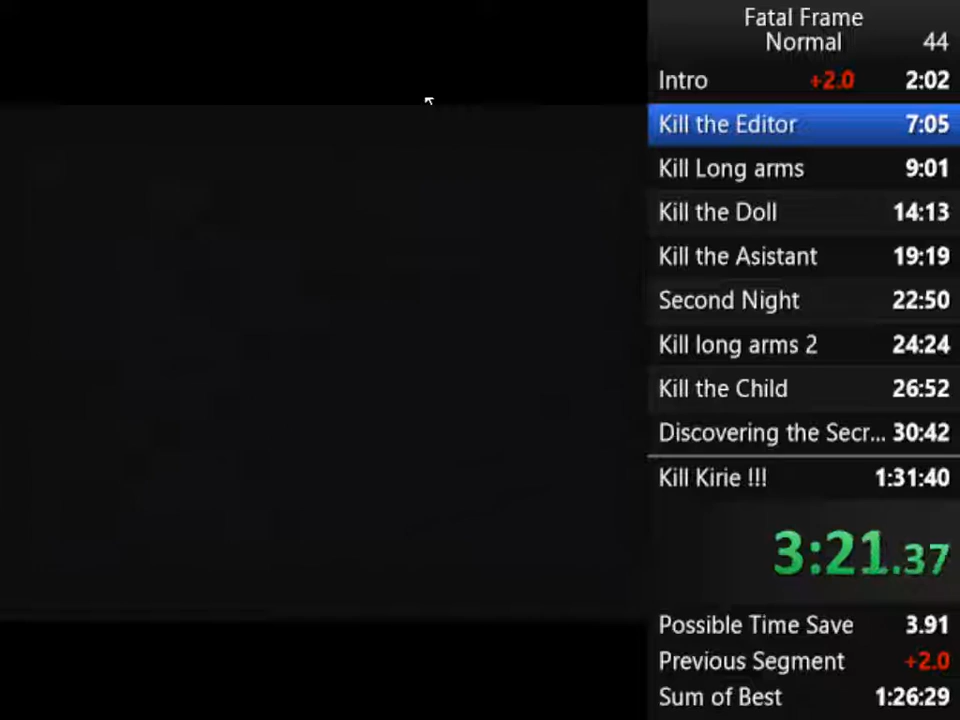 Fatal Frame
Normal 44
Intro +2.0 2:02
Kill the Editor 7:05
Kill Long arms 9:01
Kill the Doll 14:13
Kill the Asistant 19:19
Second Night 22:50
Kill long arms 2 24:24
Kill the Child 26:52
Discovering the Secr... 30:42
Kill Kirie !!! 1:31:40
3:21.37
Possible Time Save 3.91
Previous Segment +2.0
Sum of Best 1:26:29